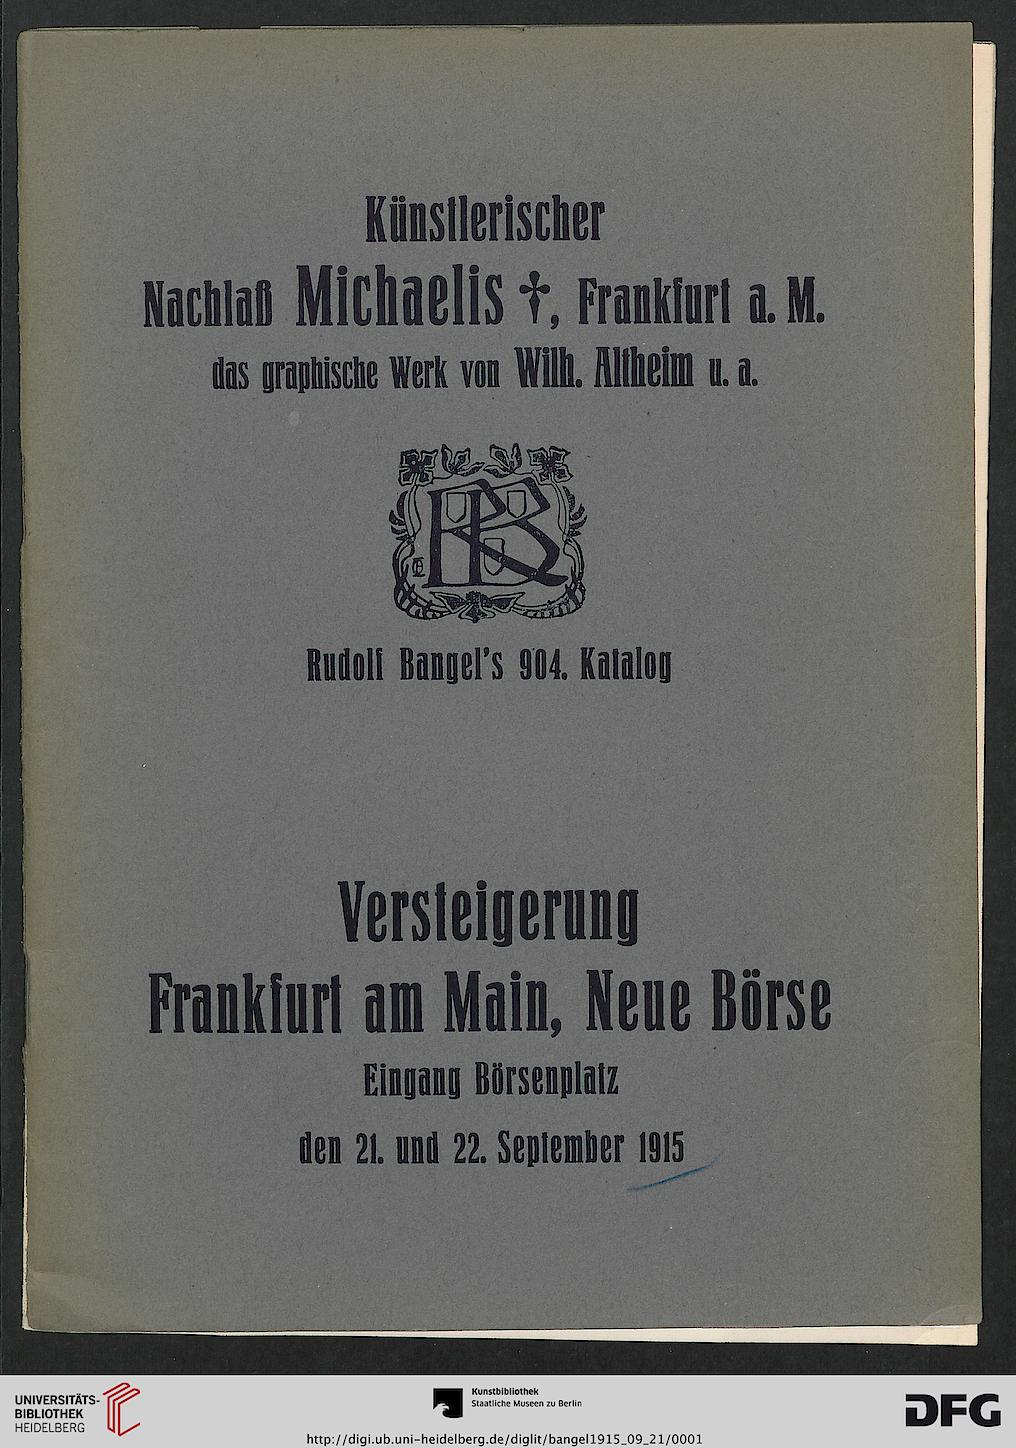 Künstlerischer
Nachlaß Michaelis †, Frankfurt a. M.
das graphische Werk von Wilh. Altheim u. a.
RB
Rudolf Bangel's 904. Katalog
Versteigerung
Frankfurt am Main, Neue Börse
Eingang Börsenplatz
den 21. und 22. September 1915
UNIVERSITÄTS-
BIBLIOTHEK
HEIDELBERG
Kunstbibliothek
Staatliche Museen zu Berlin
DFG
http://digi.ub.uni-heidelberg.de/diglit/bangel1915_09_21/0001